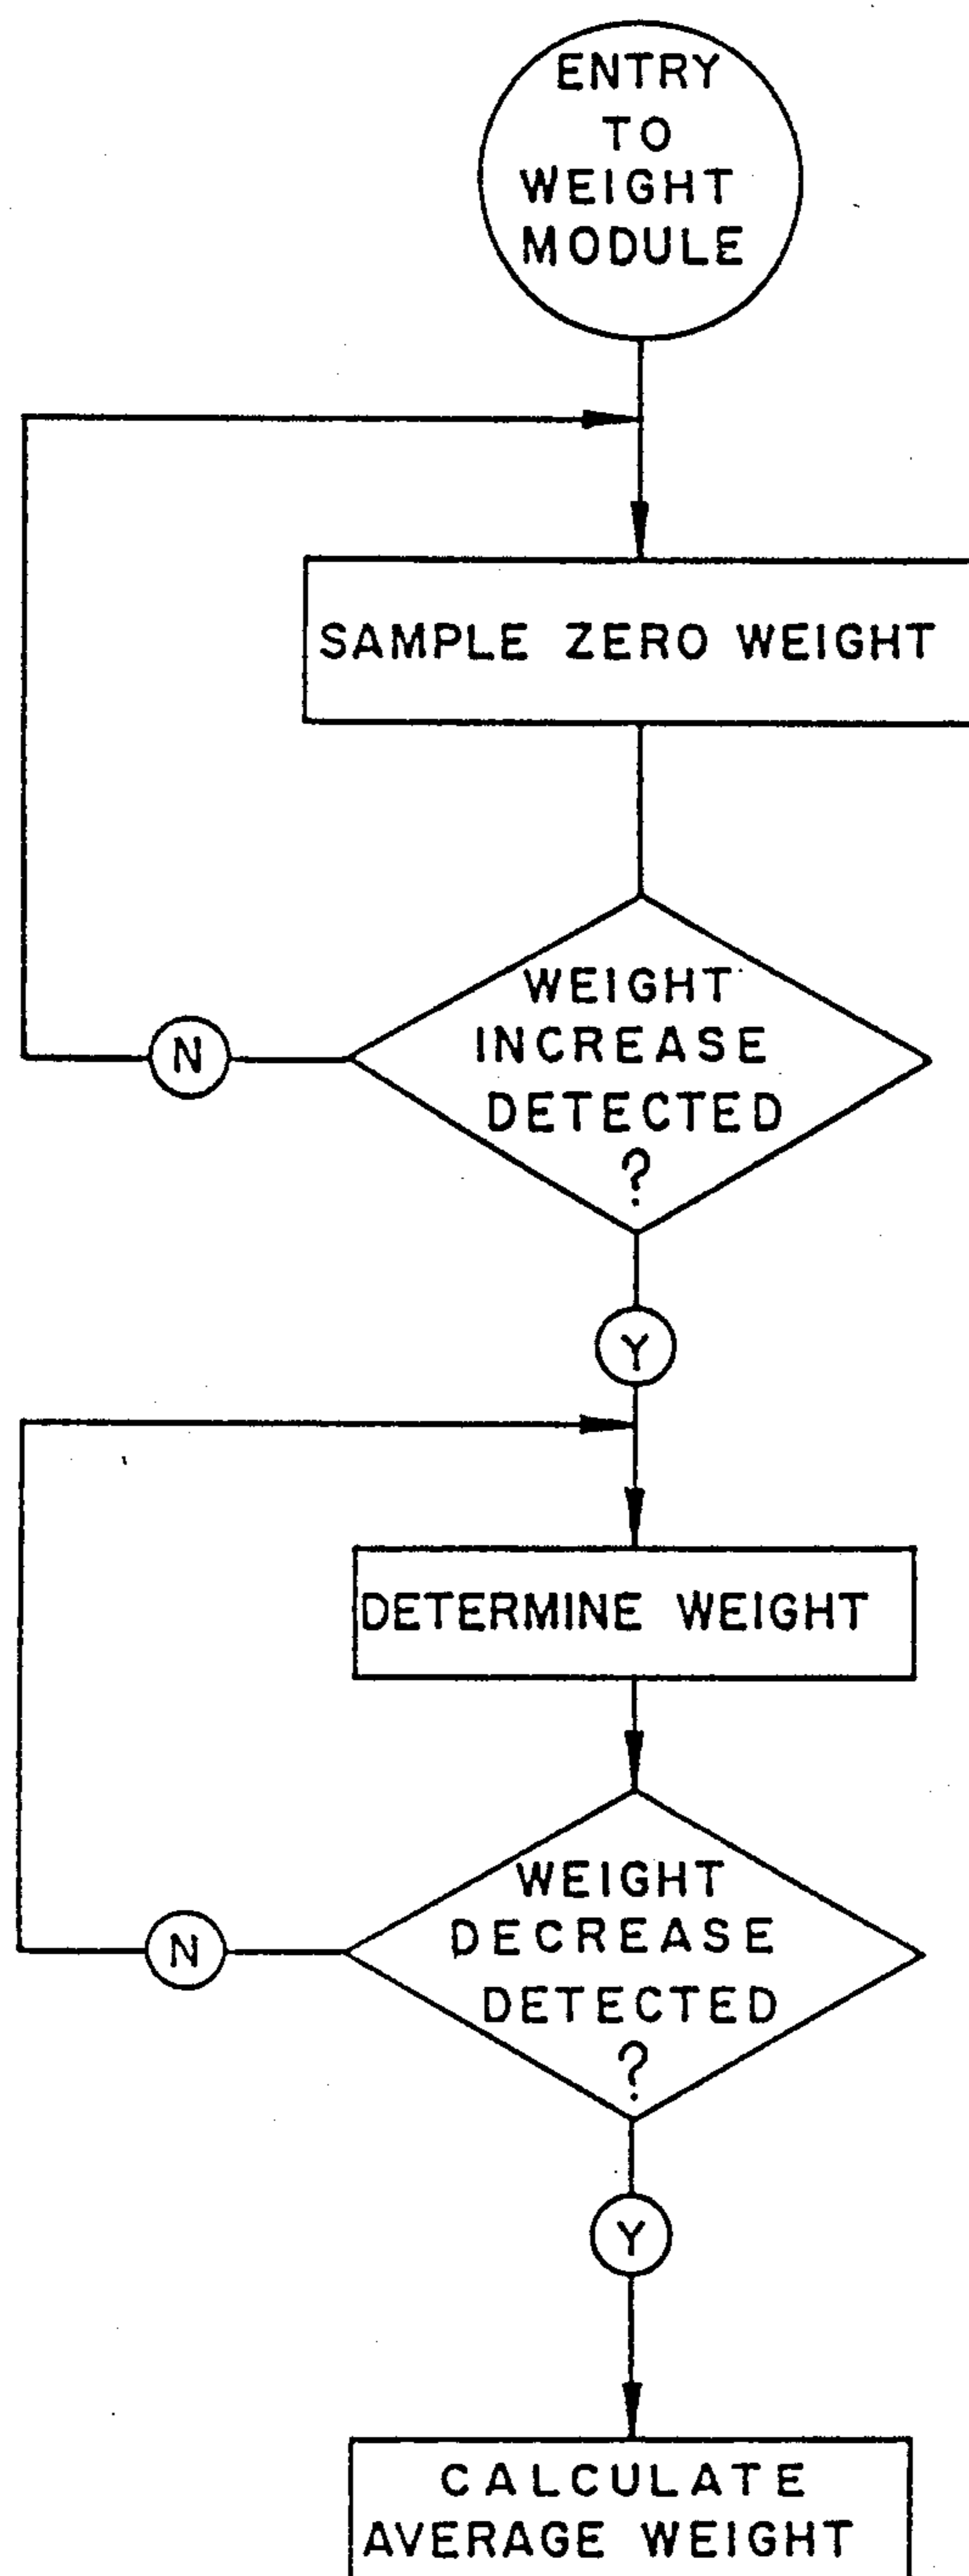 ENTRY
TO
WEIGHT
MODULE
SAMPLE ZERO WEIGHT
WEIGHT
INCREASE
DETECTED
?
N
Y
DETERMINE WEIGHT
WEIGHT
DECREASE
DETECTED
?
N
Y
CALCULATE
AVERAGE WEIGHT